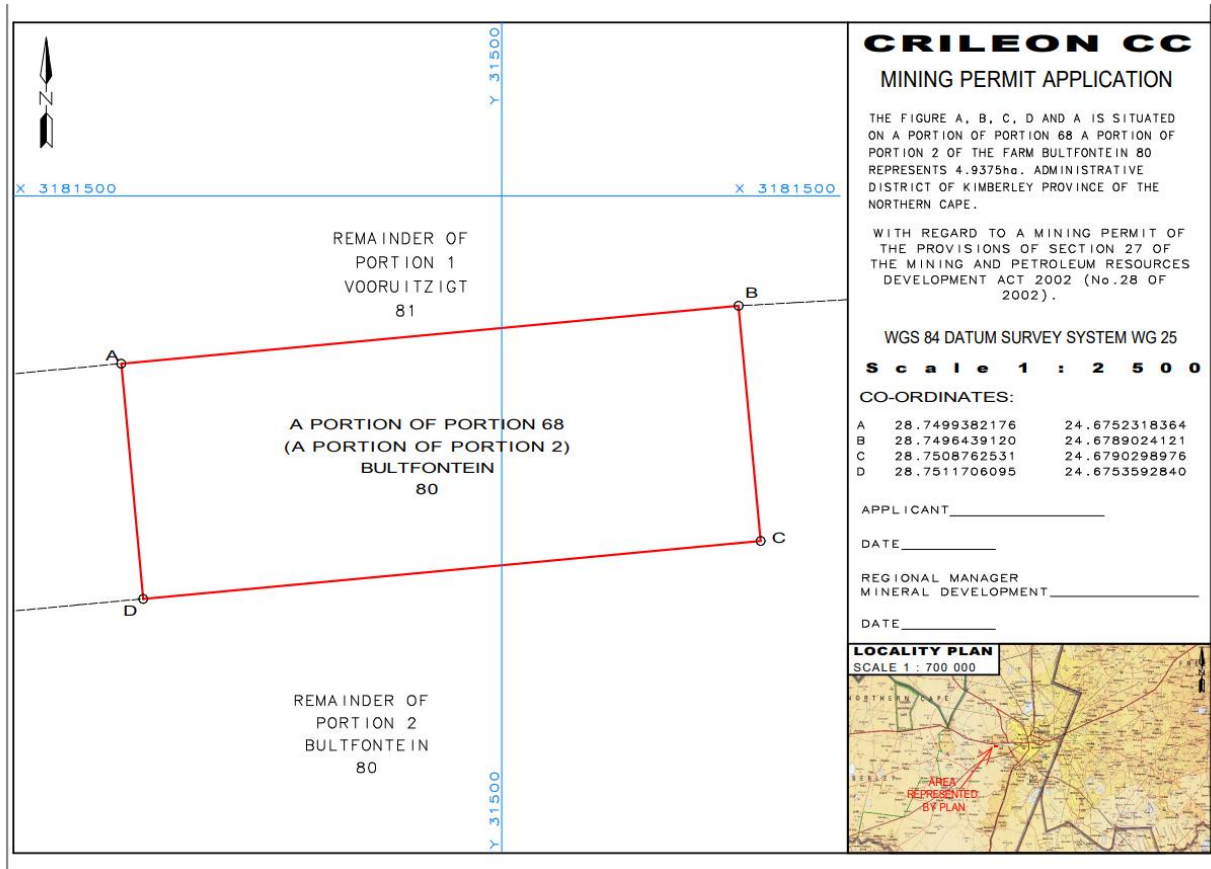 N
X 3181500
Y 31500
X 3181500
REMAINDER OF
PORTION 1
VOORUITZIGT
81
A
B
A PORTION OF PORTION 68
(A PORTION OF PORTION 2)
BULTFONTEIN
80
C
D
REMAINDER OF
PORTION 2
BULTFONTEIN
80
Y 31500
CRILEON CC
MINING PERMIT APPLICATION
THE FIGURE A, B, C, D AND A IS SITUATED
ON A PORTION OF PORTION 68 A PORTION OF
PORTION 2 OF THE FARM BULTFONTEIN 80
REPRESENTS 4.9375ha. ADMINISTRATIVE
DISTRICT OF KIMBERLEY PROVINCE OF THE
NORTHERN CAPE.
WITH REGARD TO A MINING PERMIT OF
THE PROVISIONS OF SECTION 27 OF
THE MINING AND PETROLEUM RESOURCES
DEVELOPMENT ACT 2002 (No.28 OF
2002).
WGS 84 DATUM SURVEY SYSTEM WG 25
Scale 1 : 2 500
CO-ORDINATES:
A 28.7499382176 24.6752318364
B 28.7496439120 24.6789024121
C 28.7508762531 24.6790298976
D 28.7511706095 24.6753592840
APPLICANT
DATE
REGIONAL MANAGER
MINERAL DEVELOPMENT
DATE
LOCALITY PLAN
SCALE 1 : 700 000
NORTHERN CAPE
AREA
REPRESENTED
BY PLAN